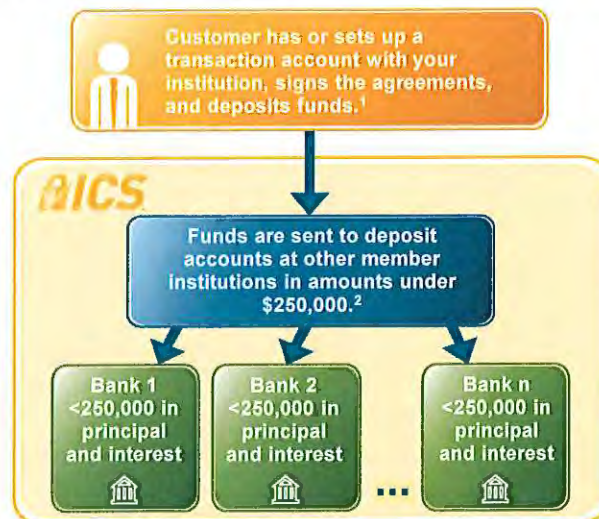 Customer has or sets up a
transaction account with your
institution, signs the agreements,
and deposits funds.1
ICS
Funds are sent to deposit
accounts at other member
institutions in amounts under
$250,000.2
Bank 1
<250,000 in
principal
and interest
Bank 2
<250,000 in
principal
and interest
...
Bank n
<250,000 in
principal
and interest